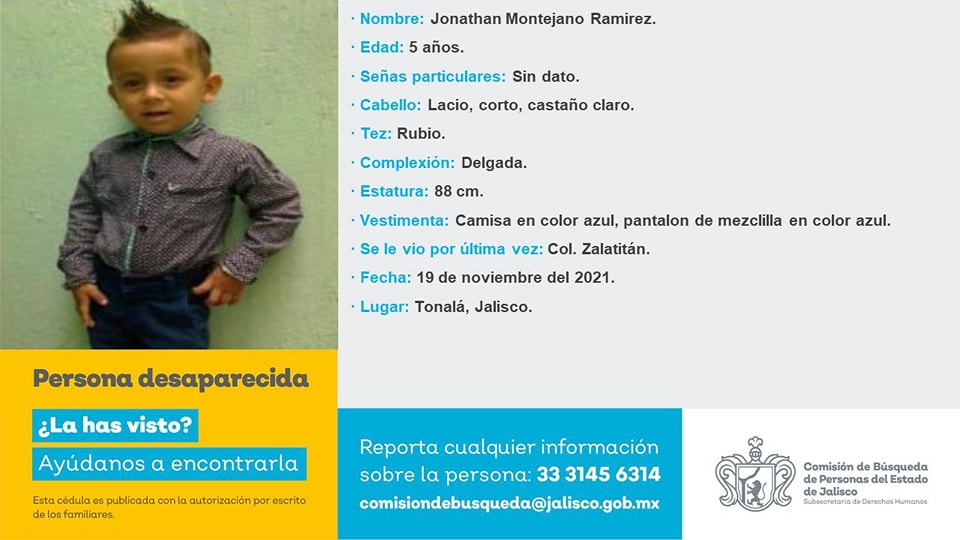 · Nombre: Jonathan Montejano Ramirez.
· Edad: 5 años.
· Señas particulares: Sin dato.
· Cabello: Lacio, corto, castaño claro.
· Tez: Rubio.
· Complexión: Delgada.
· Estatura: 88 cm.
· Vestimenta: Camisa en color azul, pantalon de mezclilla en color azul.
· Se le vio por última vez: Col. Zalatitán.
· Fecha: 19 de noviembre del 2021.
· Lugar: Tonalá, Jalisco.
Persona desaparecida
¿La has visto?
Ayúdanos a encontrarla
Esta cédula es publicada con la autorización por escrito
de los familiares.
Reporta cualquier información
sobre la persona: 33 3145 6314
comisiondebusqueda@jalisco.gob.mx
Comisión de Búsqueda
de Personas del Estado
de Jalisco
Subsecretaría de Derechos Humanos